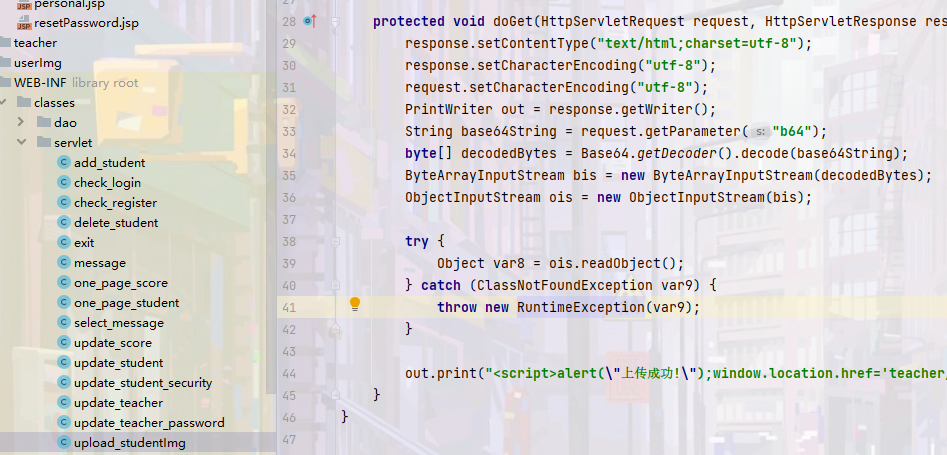 personal.jsp
resetPassword.jsp
teacher
userImg
WEB-INF library root
classes
dao
servlet
add_student
check_login
check_register
delete_student
exit
message
one_page_score
one_page_student
select_message
update_score
update_student
update_student_security
update_teacher
update_teacher_password
upload_studentImg
28 protected void doGet(HttpServletRequest request, HttpServletResponse res
29 response.setContentType("text/html;charset=utf-8");
30 response.setCharacterEncoding("utf-8");
31 request.setCharacterEncoding("utf-8");
32 PrintWriter out = response.getWriter();
33 String base64String = request.getParameter( s: "b64");
34 byte[] decodedBytes = Base64.getDecoder().decode(base64String);
35 ByteArrayInputStream bis = new ByteArrayInputStream(decodedBytes);
36 ObjectInputStream ois = new ObjectInputStream(bis);
37
38 try {
39 Object var8 = ois.readObject();
40 } catch (ClassNotFoundException var9) {
41 throw new RuntimeException(var9);
42 }
43
44 out.print("<script>alert(\"上传成功!\");window.location.href='teacher/
45 }
46 }
47